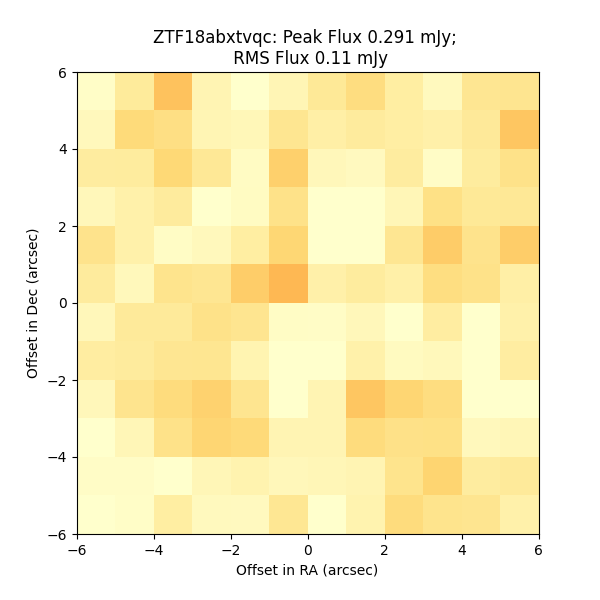 ZTF18abxtvqc: Peak Flux 0.291 mJy;
RMS Flux 0.11 mJy
6
4
2
0
−2
−4
−6
Offset in Dec (arcsec)
−6 −4 −2 0 2 4 6
Offset in RA (arcsec)